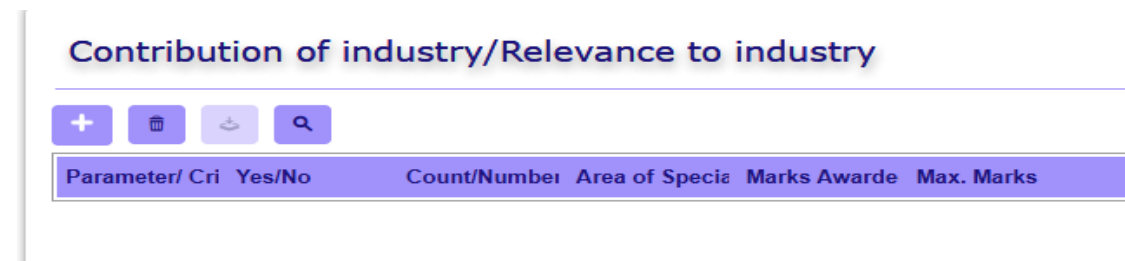 Contribution of industry/Relevance to industry
Parameter/ Cri Yes/No Count/Number Area of Specia Marks Awarde Max. Marks